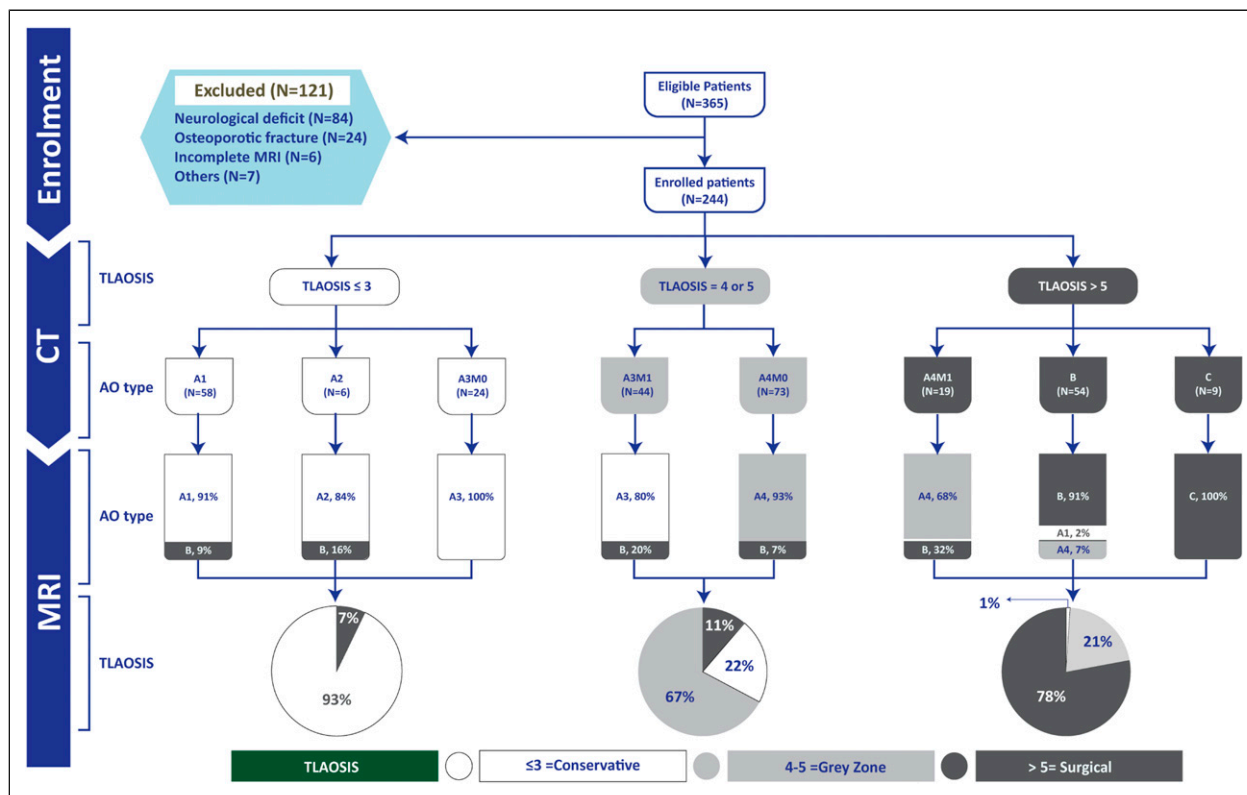 Enrolment
Excluded (N=121)
Neurological deficit (N=84)
Osteoporotic fracture (N=24)
Incomplete MRI (N=6)
Others (N=7)
Eligible Patients
(N=365)
Enrolled patients
(N=244)
CT
TLAOSIS
TLAOSIS ≤ 3
TLAOSIS = 4 or 5
TLAOSIS > 5
AO type
A1
(N=58)
A2
(N=6)
A3M0
(N=24)
A3M1
(N=44)
A4M0
(N=73)
A4M1
(N=19)
B
(N=54)
C
(N=9)
MRI
AO type
A1, 91%
B, 9%
A2, 84%
B, 16%
A3, 100%
A3, 80%
B, 20%
A4, 93%
B, 7%
A4, 68%
B, 32%
B, 91%
A1, 2%
A4, 7%
C, 100%
TLAOSIS
7%
93%
11%
22%
67%
1%
21%
78%
TLAOSIS
≤3 =Conservative
4-5 =Grey Zone
> 5= Surgical